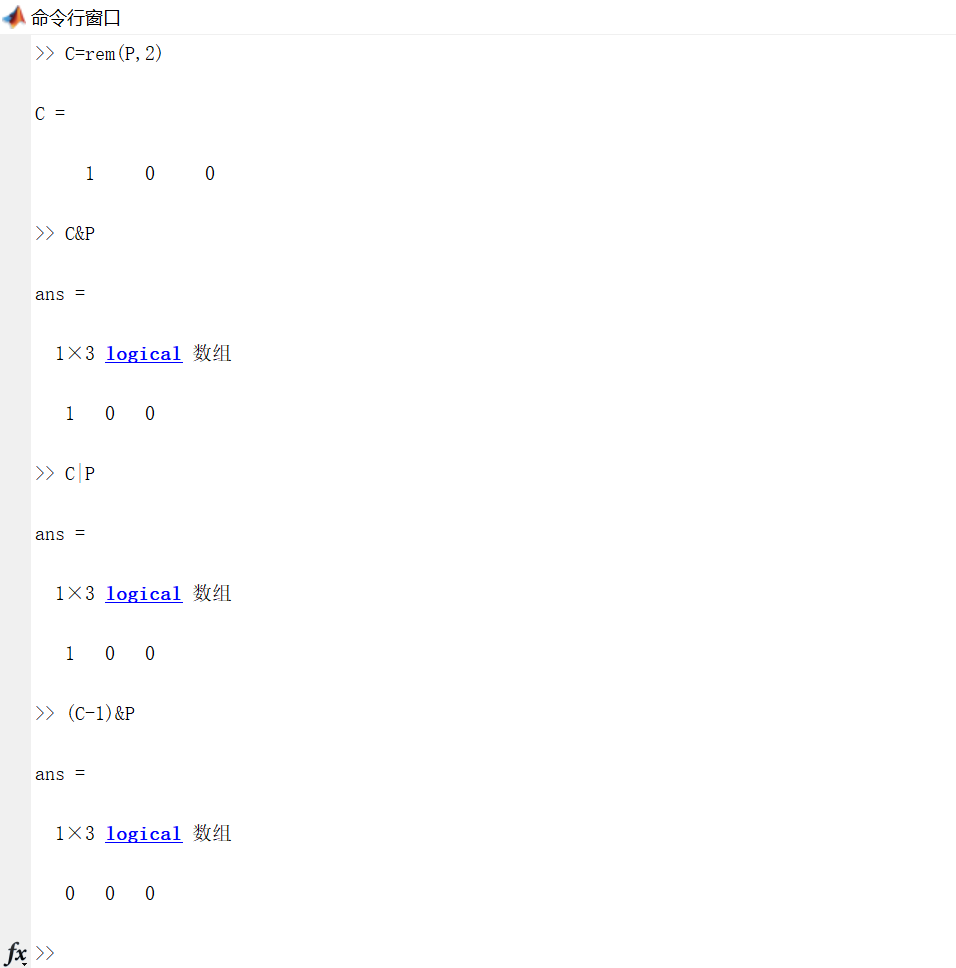 命令行窗口
>> C=rem(P,2)
C =
1 0 0
>> C&P
ans =
1×3 logical 数组
1 0 0
>> C|P
ans =
1×3 logical 数组
1 0 0
>> (C-1)&P
ans =
1×3 logical 数组
0 0 0
fx >>